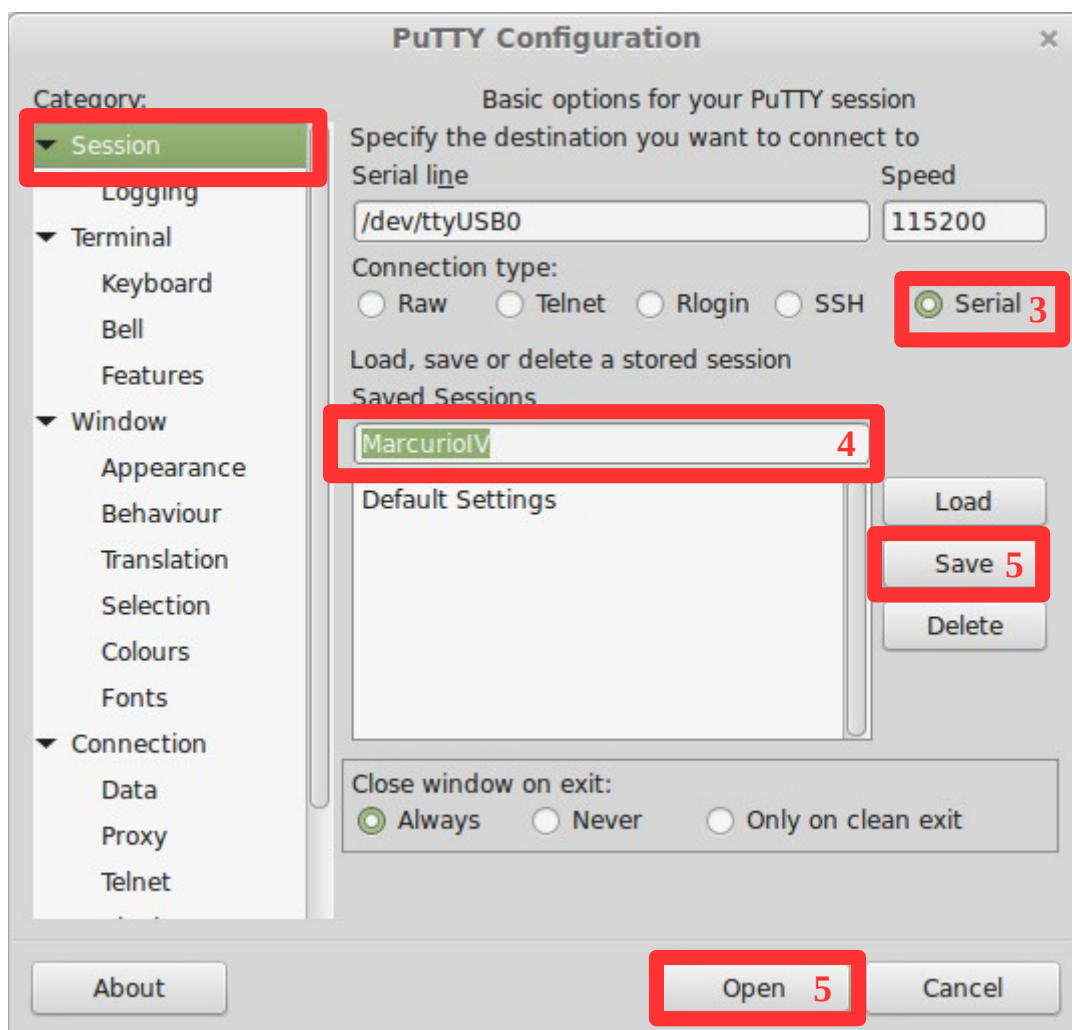 PuTTY Configuration
Category:
Session
Logging
Terminal
Keyboard
Bell
Features
Window
Appearance
Behaviour
Translation
Selection
Colours
Fonts
Connection
Data
Proxy
Telnet
Basic options for your PuTTY session
Specify the destination you want to connect to
Serial line Speed
/dev/ttyUSB0 115200
Connection type:
Raw Telnet Rlogin SSH Serial 3
Load, save or delete a stored session
Saved Sessions
MarcurioIV 4
Default Settings
Load
Save 5
Delete
Close window on exit:
Always Never Only on clean exit
About Open 5 Cancel